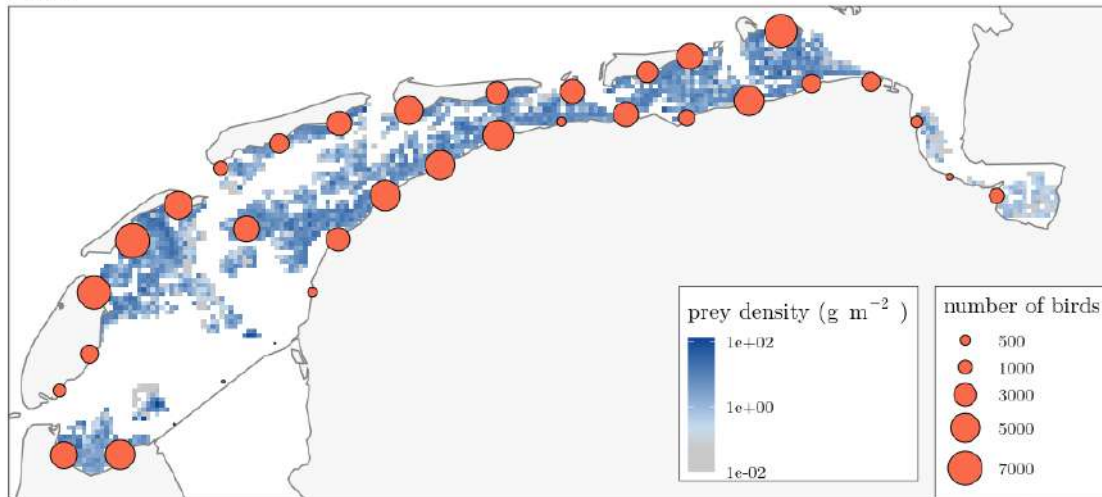 prey density (g m⁻² )
1e+02
1e+00
1e-02
number of birds
500
1000
3000
5000
7000